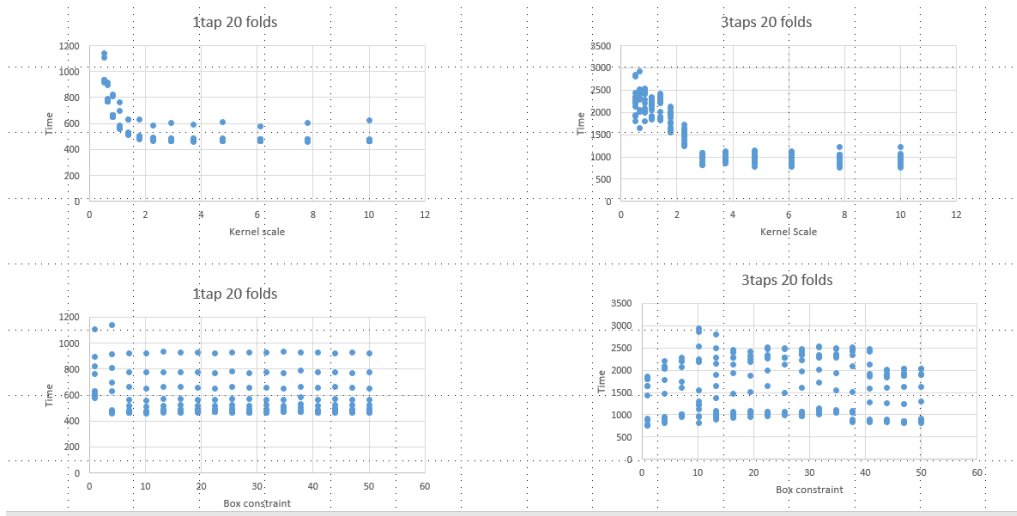 1tap 20 folds
1200
1000
800
600
400
200
0
Time
0 2 4 6 8 10 12
Kernel scale
3taps 20 folds
3500
3000
2500
2000
1500
1000
500
0
Time
0 2 4 6 8 10 12
Kernel Scale
1tap 20 folds
1200
1000
800
600
400
200
0
Time
0 10 20 30 40 50 60
Box constraint
3taps 20 folds
3500
3000
2500
2000
1500
1000
500
0
Time
0 10 20 30 40 50 60
Box constraint